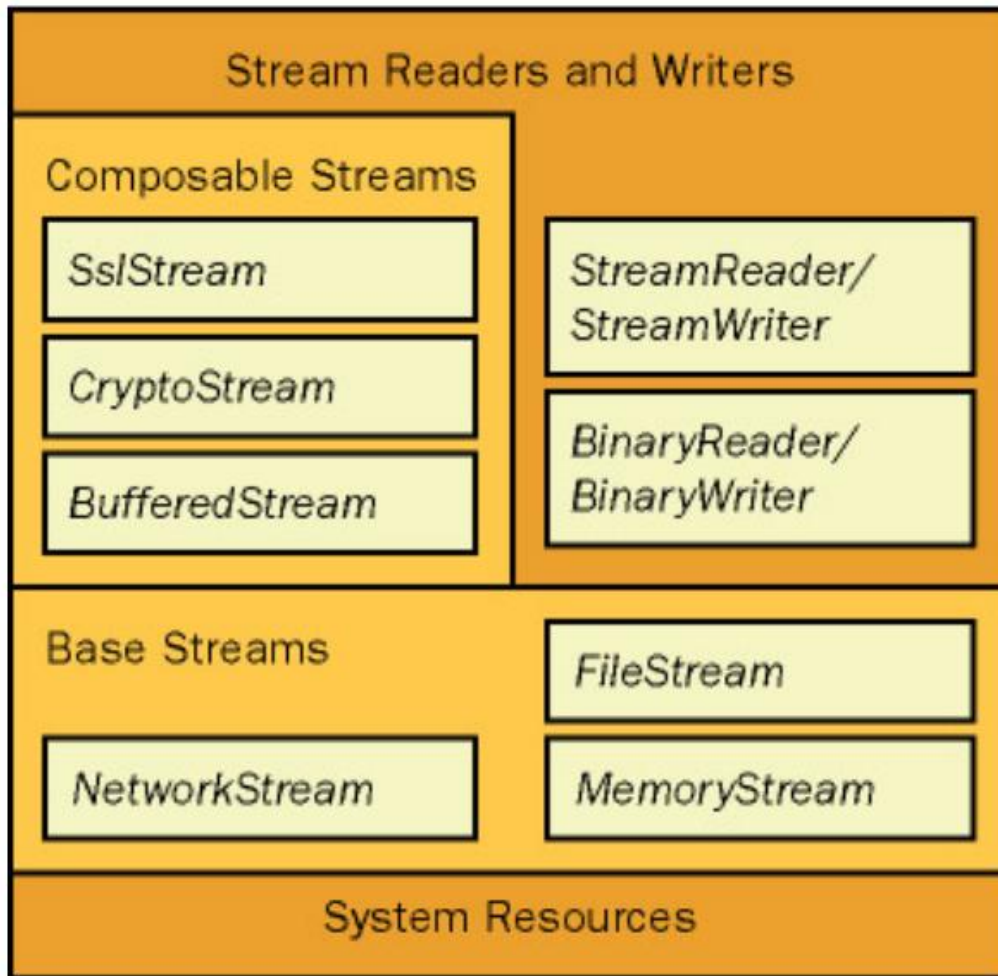 Stream Readers and Writers
Composable Streams
SslStream
CryptoStream
BufferedStream
StreamReader/
StreamWriter
BinaryReader/
BinaryWriter
Base Streams
FileStream
NetworkStream
MemoryStream
System Resources